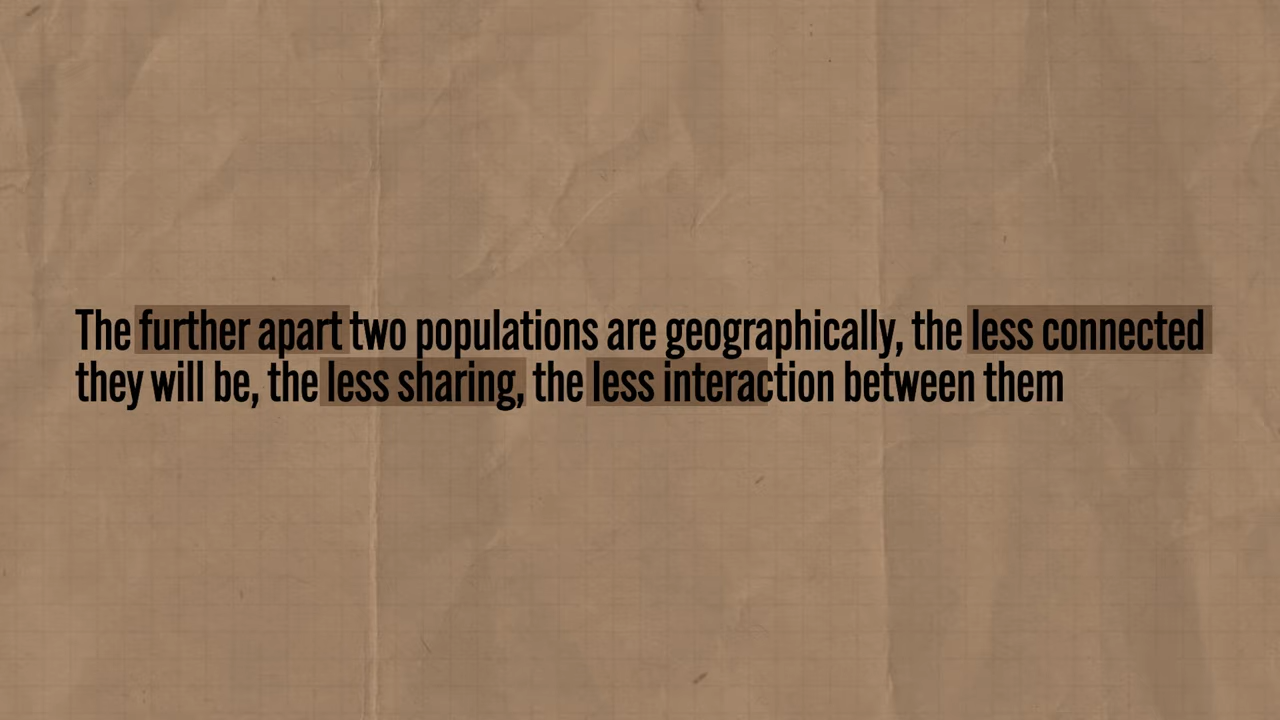 The further apart two populations are geographically, the less connected
they will be, the less sharing, the less interaction between them